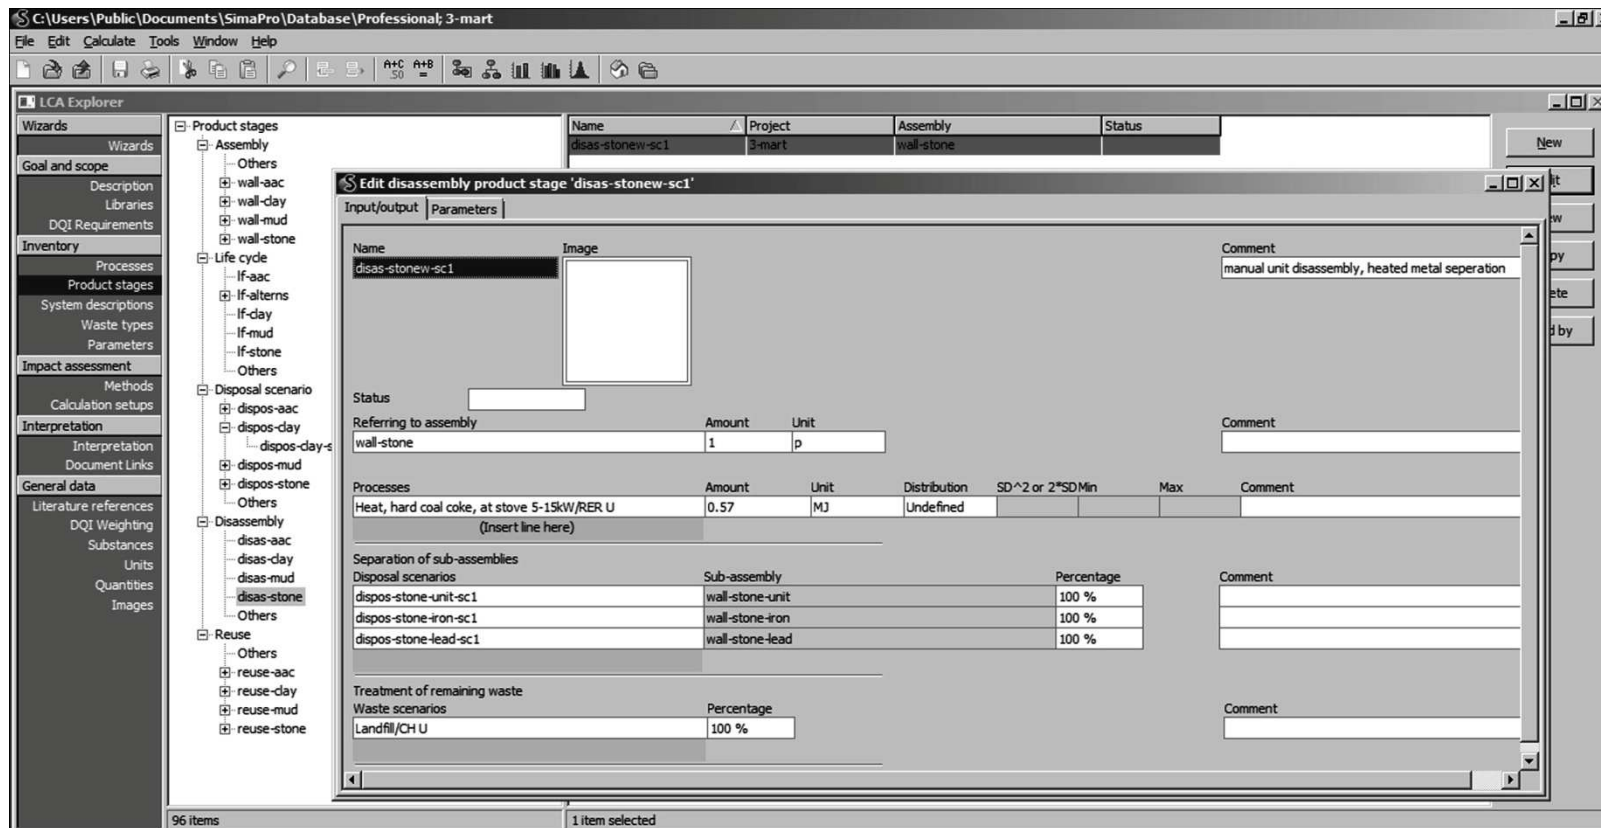 C:\Users\Public\Documents\SimaPro\Database\Professional; 3-mart
File Edit Calculate Tools Window Help
A+C 50 A+B =
LCA Explorer
Wizards
Wizards
Goal and scope
Description
Libraries
DQI Requirements
Inventory
Processes
Product stages
System descriptions
Waste types
Parameters
Impact assessment
Methods
Calculation setups
Interpretation
Interpretation
Document Links
General data
Literature references
DQI Weighting
Substances
Units
Quantities
Images
Product stages
Assembly
Others
wall-aac
wall-clay
wall-mud
wall-stone
Life cycle
lf-aac
lf-alterns
lf-clay
lf-mud
lf-stone
Others
Disposal scenario
dispos-aac
dispos-clay
dispos-clay-s
dispos-mud
dispos-stone
Others
Disassembly
disas-aac
disas-clay
disas-mud
disas-stone
Others
Reuse
Others
reuse-aac
reuse-clay
reuse-mud
reuse-stone
96 items
Name Project Assembly Status
disas-stonew-sc1 3-mart wall-stone
New
it
ew
py
ete
d by
Edit disassembly product stage 'disas-stonew-sc1'
Input/output Parameters
Name Image Comment
disas-stonew-sc1 manual unit disassembly, heated metal seperation
Status
Referring to assembly Amount Unit Comment
wall-stone 1 p
Processes Amount Unit Distribution SD^2 or 2*SD Min Max Comment
Heat, hard coal coke, at stove 5-15kW/RER U 0.57 MJ Undefined
(Insert line here)
Separation of sub-assemblies
Disposal scenarios Sub-assembly Percentage Comment
dispos-stone-unit-sc1 wall-stone-unit 100 %
dispos-stone-iron-sc1 wall-stone-iron 100 %
dispos-stone-lead-sc1 wall-stone-lead 100 %
Treatment of remaining waste
Waste scenarios Percentage Comment
Landfill/CH U 100 %
1 item selected